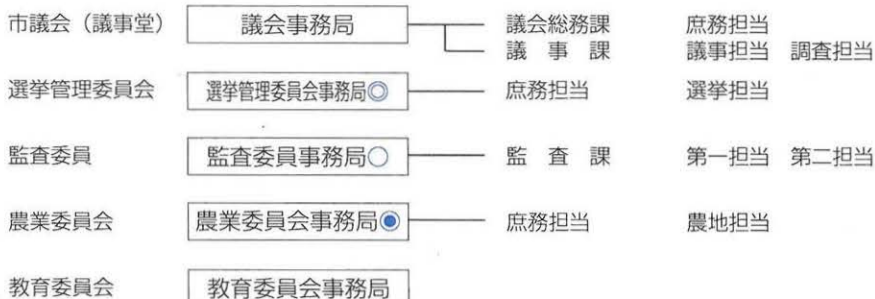 市議会（議事堂） 議会事務局 議会総務課 庶務担当
議 事 課 議事担当 調査担当
選挙管理委員会 選挙管理委員会事務局◎ 庶務担当 選挙担当
監査委員 監査委員事務局○ 監 査 課 第一担当 第二担当
農業委員会 農業委員会事務局◉ 庶務担当 農地担当
教育委員会 教育委員会事務局